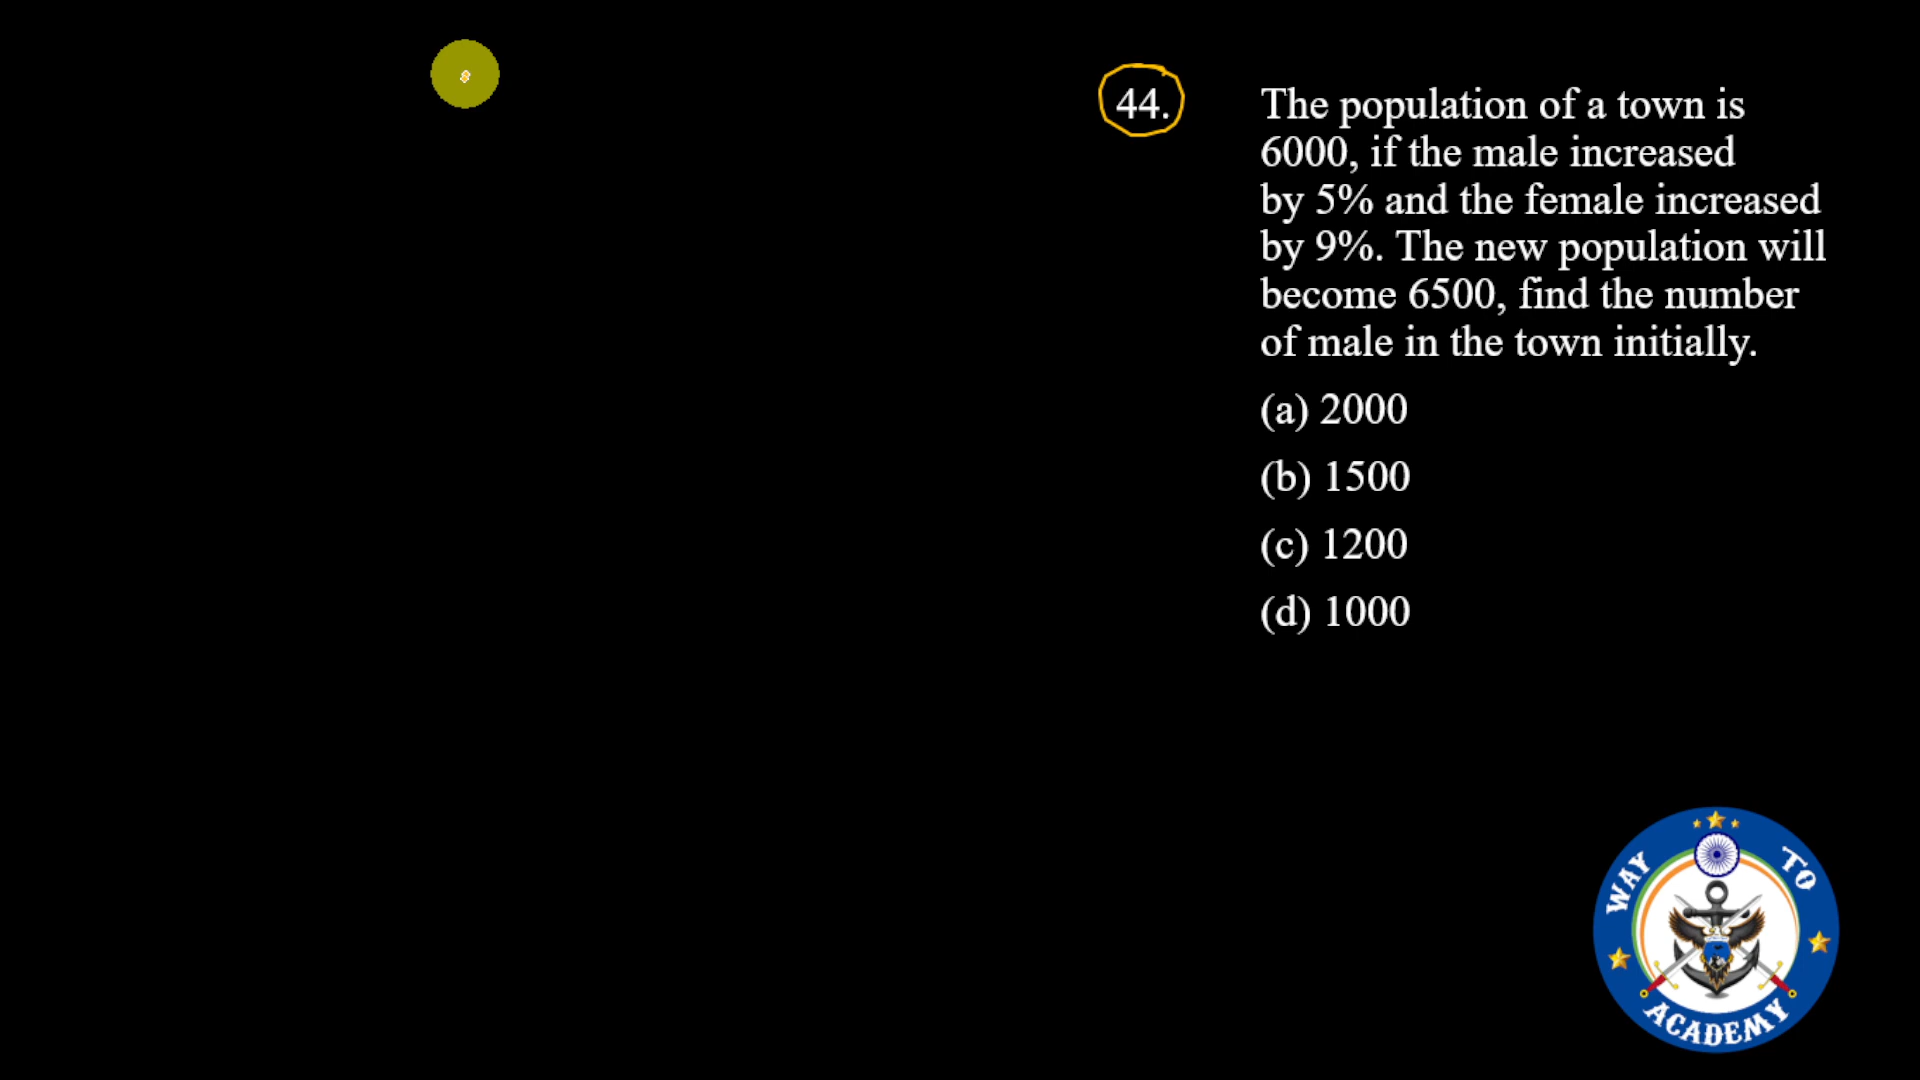 44.
The population of a town is
6000, if the male increased
by 5% and the female increased
by 9%. The new population will
become 6500, find the number
of male in the town initially.
(a) 2000
(b) 1500
(c) 1200
(d) 1000
WAY TO
ACADEMY